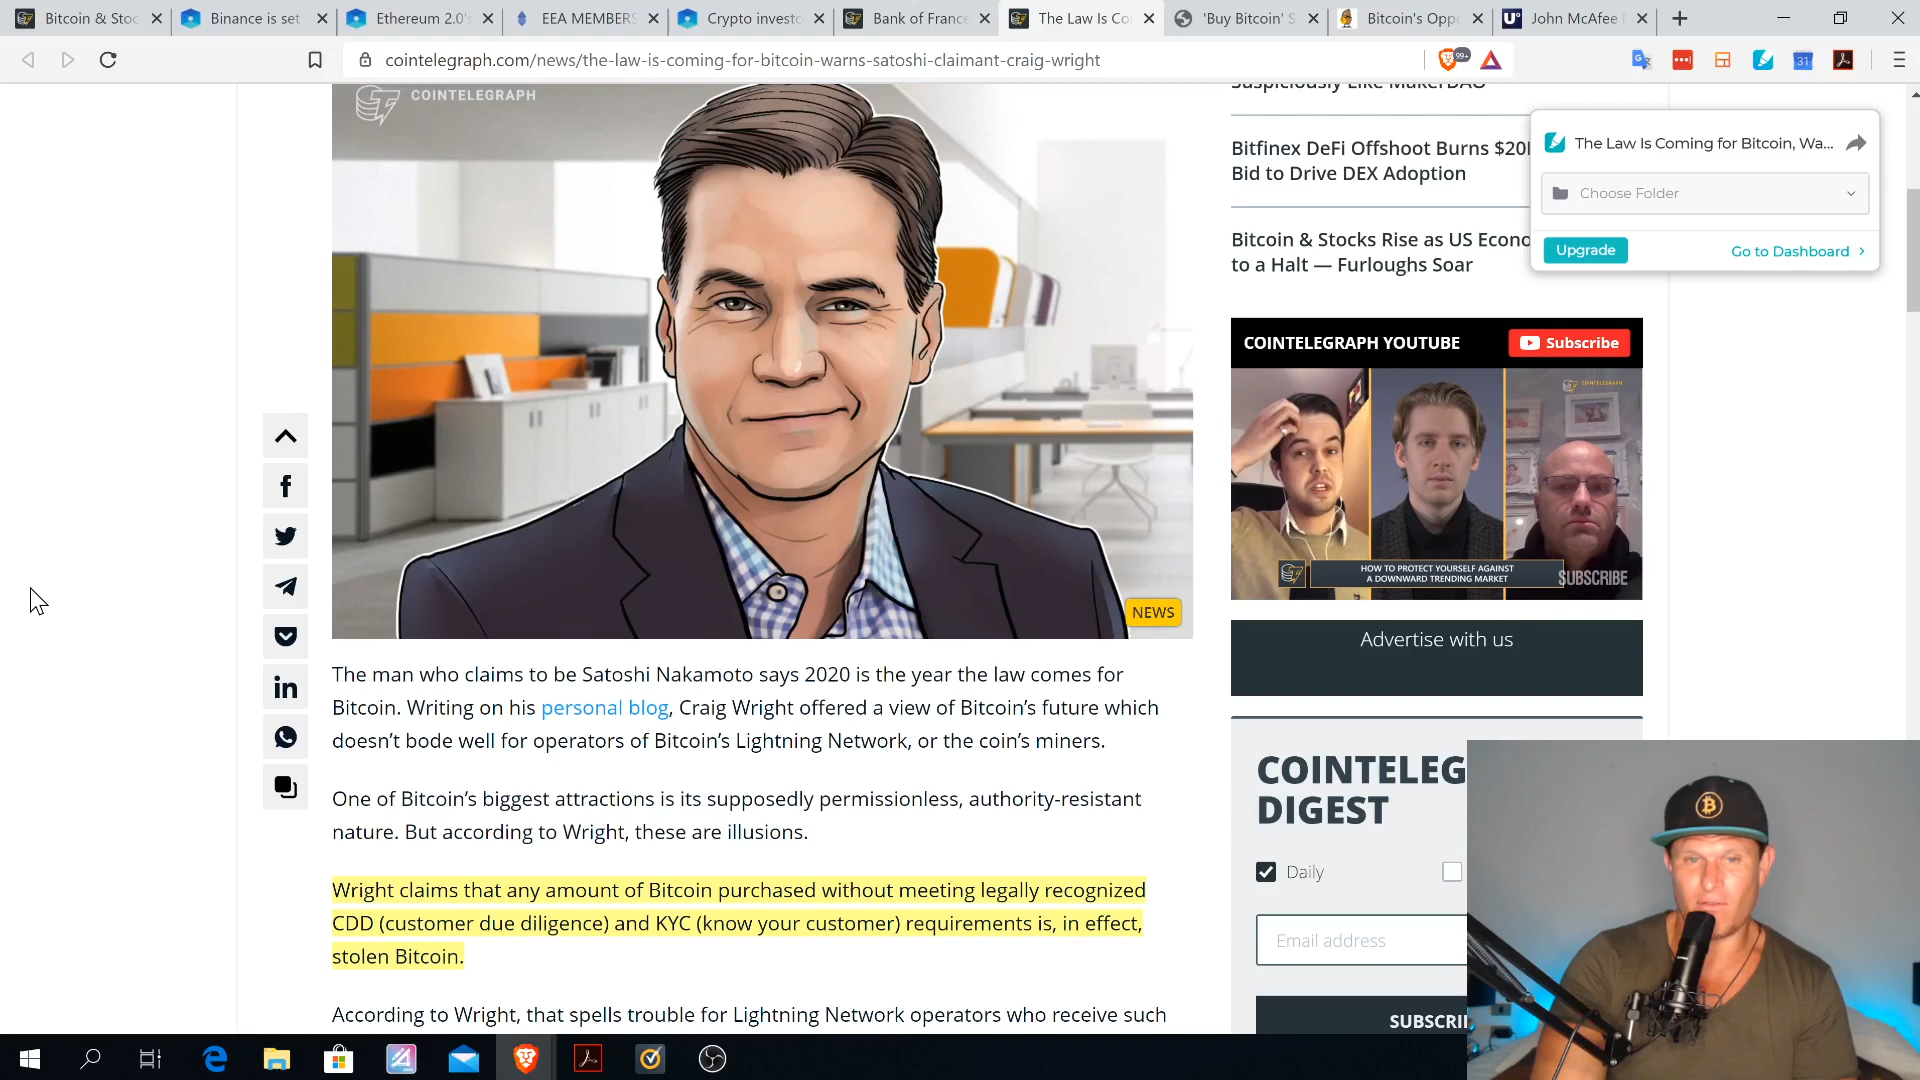 Bitcoin & Stoc
Binance is set
Ethereum 2.0's
EEA MEMBERS
Crypto investo
Bank of France
The Law Is Co
'Buy Bitcoin' S
Bitcoin's Oppo
John McAfee
cointelegraph.com/news/the-law-is-coming-for-bitcoin-warns-satoshi-claimant-craig-wright
99+
31
COINTELEGRAPH
Suspiciously Like MakerDAO
Bitfinex DeFi Offshoot Burns $20
Bid to Drive DEX Adoption
Bitcoin & Stocks Rise as US Econo
to a Halt — Furloughs Soar
The Law Is Coming for Bitcoin, Wa...
Choose Folder
Upgrade
Go to Dashboard
COINTELEGRAPH YOUTUBE
Subscribe
COINTELEGRAPH
HOW TO PROTECT YOURSELF AGAINST
A DOWNWARD TRENDING MARKET
SUBSCRIBE
NEWS
Advertise with us
The man who claims to be Satoshi Nakamoto says 2020 is the year the law comes for
Bitcoin. Writing on his personal blog, Craig Wright offered a view of Bitcoin's future which
doesn't bode well for operators of Bitcoin's Lightning Network, or the coin's miners.
One of Bitcoin's biggest attractions is its supposedly permissionless, authority-resistant
nature. But according to Wright, these are illusions.
Wright claims that any amount of Bitcoin purchased without meeting legally recognized
CDD (customer due diligence) and KYC (know your customer) requirements is, in effect,
stolen Bitcoin.
According to Wright, that spells trouble for Lightning Network operators who receive such
COINTELEG
DIGEST
Daily
Email address
SUBSCRI